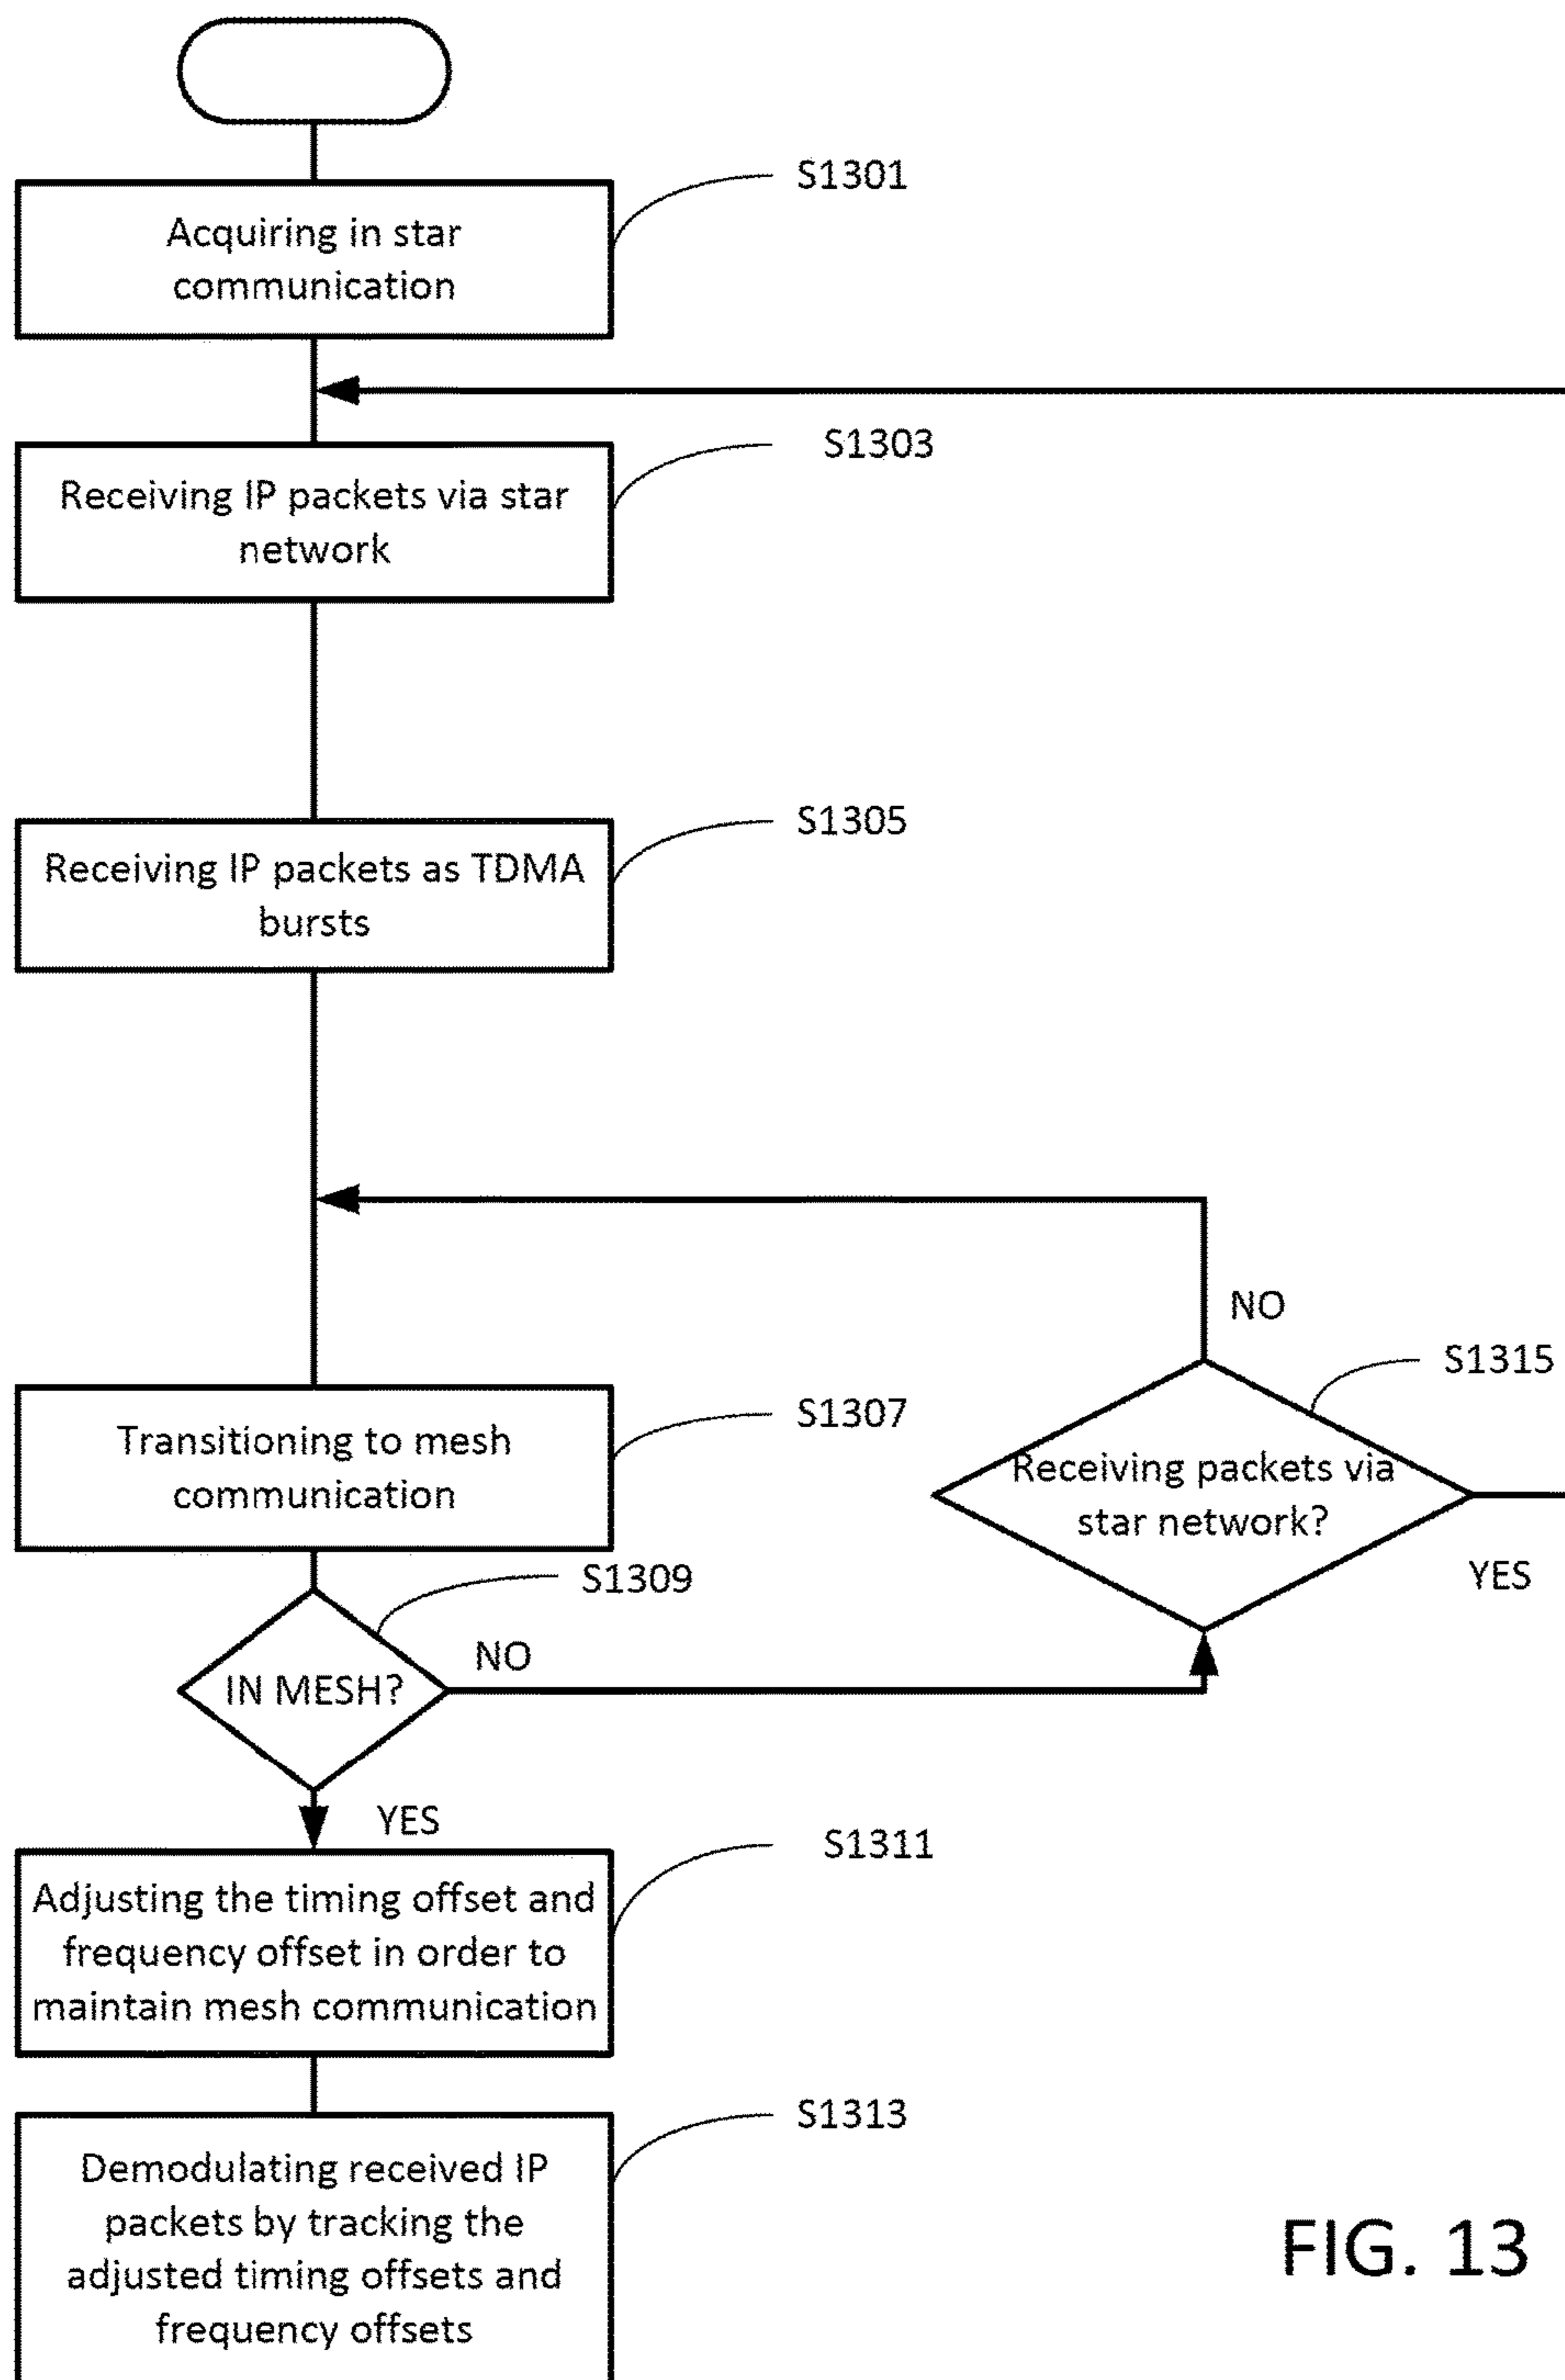 S1301
Acquiring in star
communication
S1303
Receiving IP packets via star
network
S1305
Receiving IP packets as TDMA
bursts
NO
S1315
Receiving packets via
star network?
YES
S1307
Transitioning to mesh
communication
S1309
NO
IN MESH?
YES
S1311
Adjusting the timing offset and
frequency offset in order to
maintain mesh communication
S1313
Demodulating received IP
packets by tracking the
adjusted timing offsets and
frequency offsets
FIG. 13